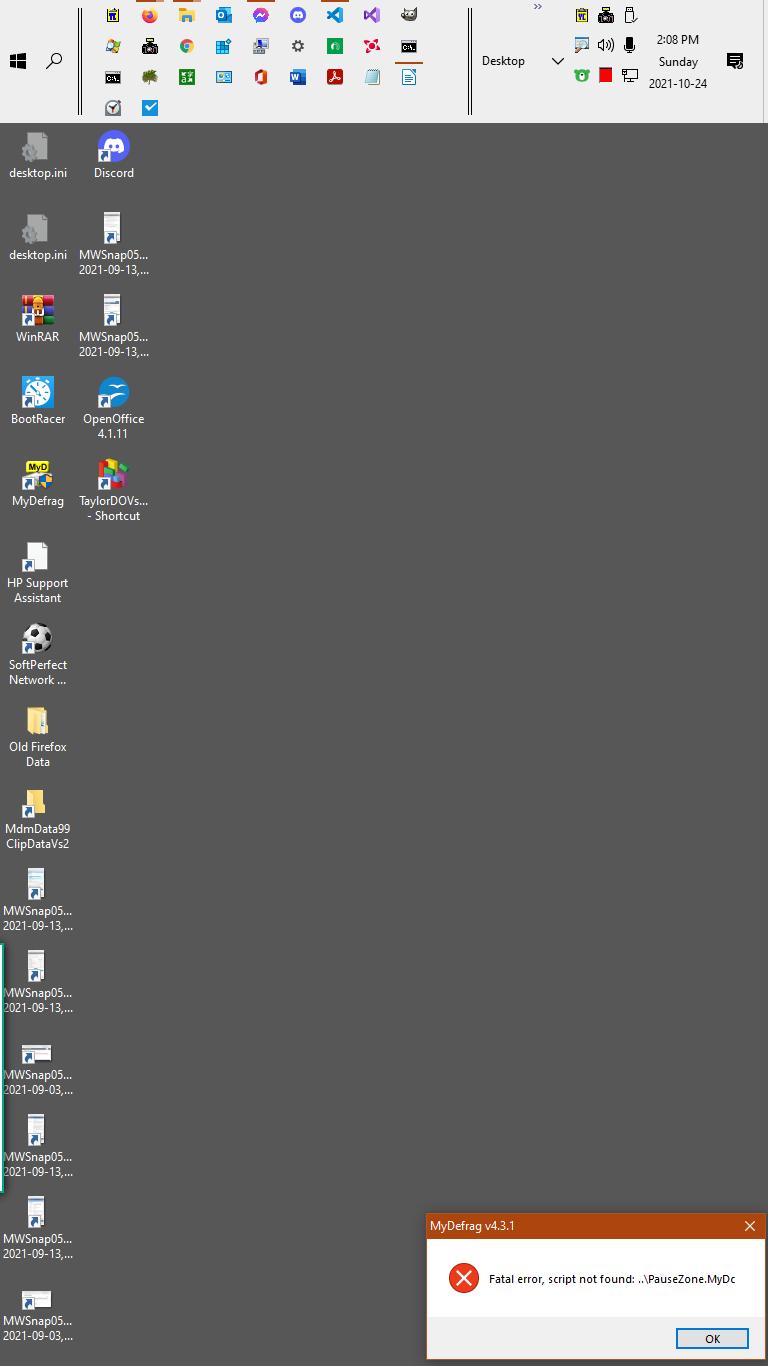 2:08 PM
Desktop
Sunday
2021-10-24
desktop.ini
Discord
desktop.ini
MWSnap05...
2021-09-13,...
WinRAR
MWSnap05...
2021-09-13,...
BootRacer
OpenOffice
4.1.11
MyD
MyDefrag
TaylorDOVs...
- Shortcut
HP Support
Assistant
SoftPerfect
Network ...
Old Firefox
Data
MdmData99
ClipDataVs2
MWSnap05...
2021-09-13,...
MWSnap05...
2021-09-13,...
MWSnap05...
2021-09-03,...
MWSnap05...
2021-09-13,...
MWSnap05...
2021-09-13,...
MWSnap05...
2021-09-03,...
MyDefrag v4.3.1
Fatal error, script not found: ..\PauseZone.MyDc
OK